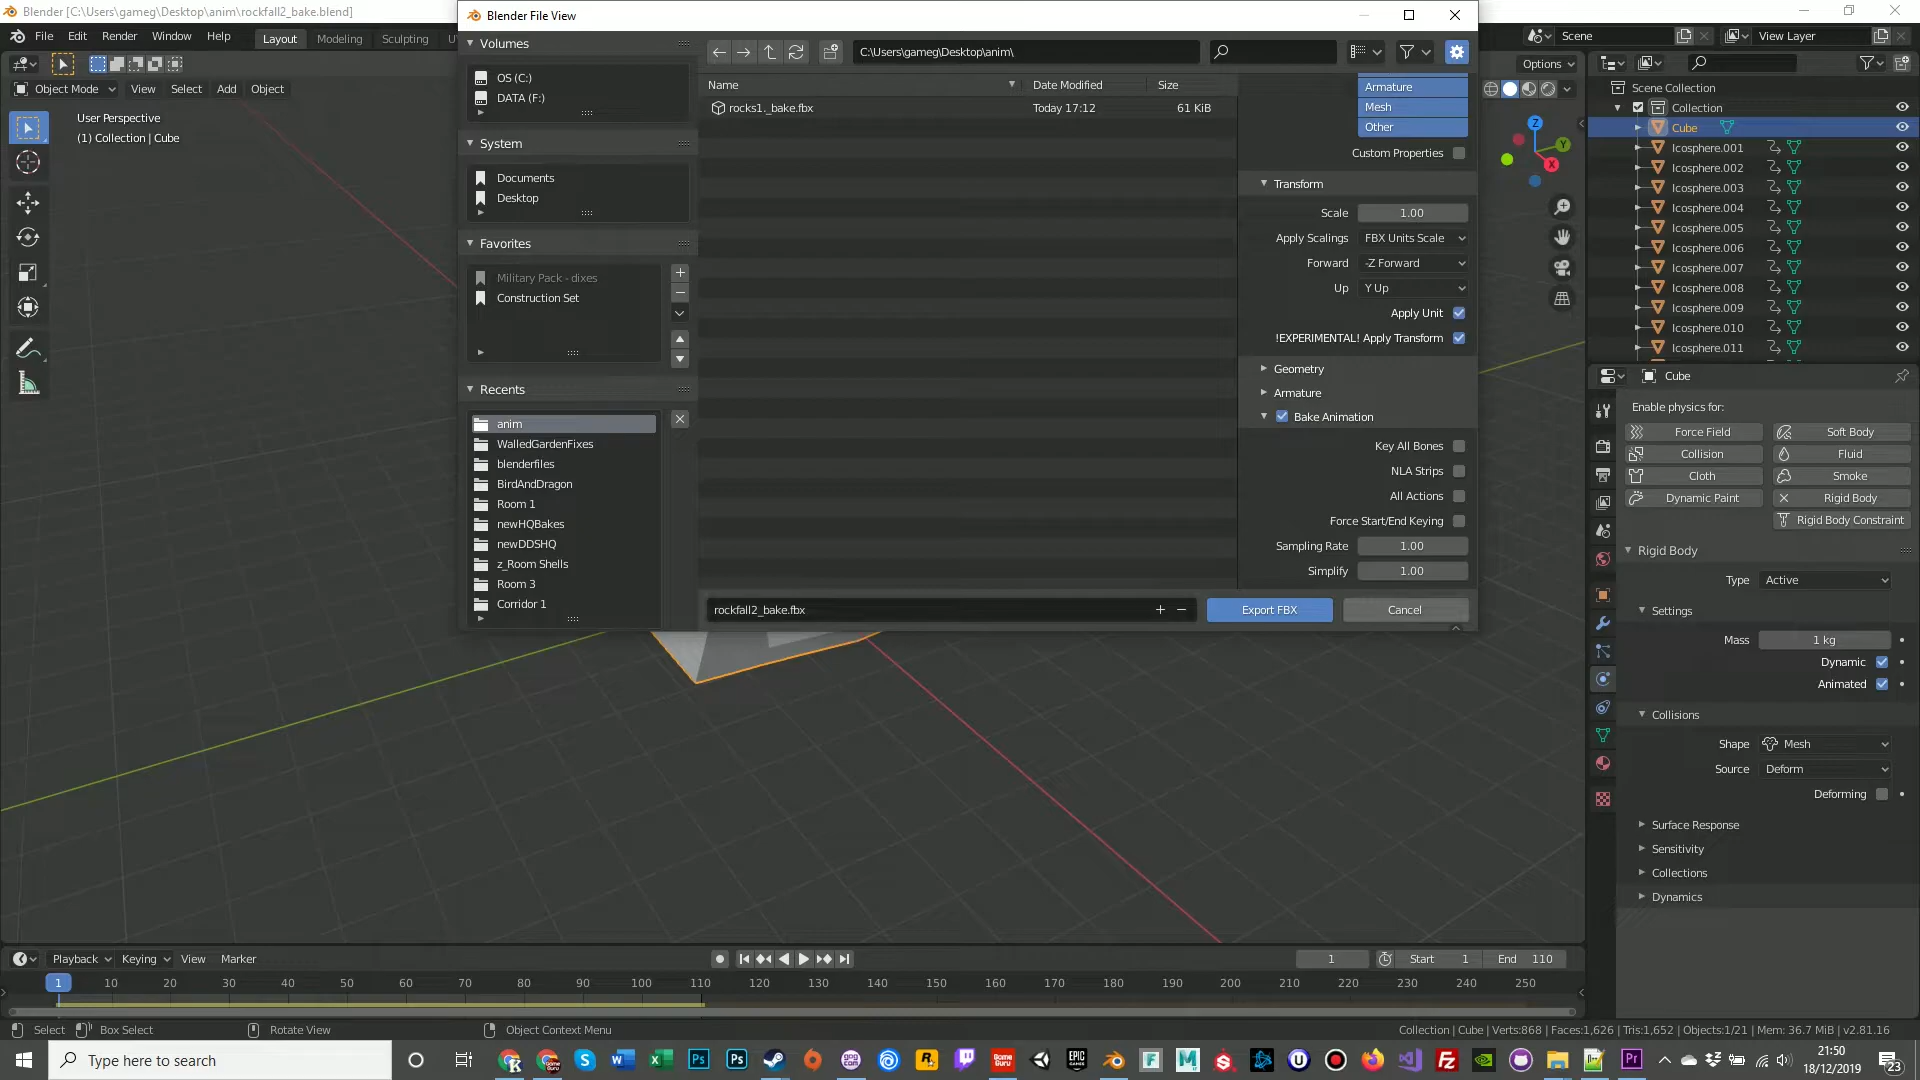 Blender [C:\Users\gameg\Desktop\anim\rockfall2_bake.blend]
Blender File View
File Edit Render Window Help Layout Modeling Sculpting U
Scene
View Layer
Volumes
OS (C:)
DATA (F:)
System
Documents
Desktop
Favorites
Military Pack - dixes
Construction Set
Recents
anim
WalledGardenFixes
blenderfiles
BirdAndDragon
Room 1
newHQBakes
newDDSHQ
z_Room Shells
Room 3
Corridor 1
C:\Users\gameg\Desktop\anim\
Name Date Modified Size
rocks1._bake.fbx Today 17:12 61 KiB
rockfall2_bake.fbx
Export FBX
Cancel
Armature
Mesh
Other
Custom Properties
Transform
Scale 1.00
Apply Scalings FBX Units Scale
Forward -Z Forward
Up Y Up
Apply Unit
!EXPERIMENTAL! Apply Transform
Geometry
Armature
Bake Animation
Key All Bones
NLA Strips
All Actions
Force Start/End Keying
Sampling Rate 1.00
Simplify 1.00
Object Mode View Select Add Object
User Perspective
(1) Collection | Cube
Options
Z
Y
X
Scene Collection
Collection
Cube
Icosphere.001
Icosphere.002
Icosphere.003
Icosphere.004
Icosphere.005
Icosphere.006
Icosphere.007
Icosphere.008
Icosphere.009
Icosphere.010
Icosphere.011
Cube
Enable physics for:
Force Field Soft Body
Collision Fluid
Cloth Smoke
Dynamic Paint Rigid Body
Rigid Body Constraint
Rigid Body
Type Active
Settings
Mass 1 kg
Dynamic
Animated
Collisions
Shape Mesh
Source Deform
Deforming
Surface Response
Sensitivity
Collections
Dynamics
Playback Keying View Marker
1 Start 1 End 110
1 10 20 30 40 50 60 70 80 90 100 110 120 130 140 150 160 170 180 190 200 210 220 230 240 250
Select Box Select Rotate View Object Context Menu
Collection | Cube | Verts:868 | Faces:1,626 | Tris:1,652 | Objects:1/21 | Mem: 36.7 MiB | v2.81.16
Type here to search
21:50
18/12/2019
23